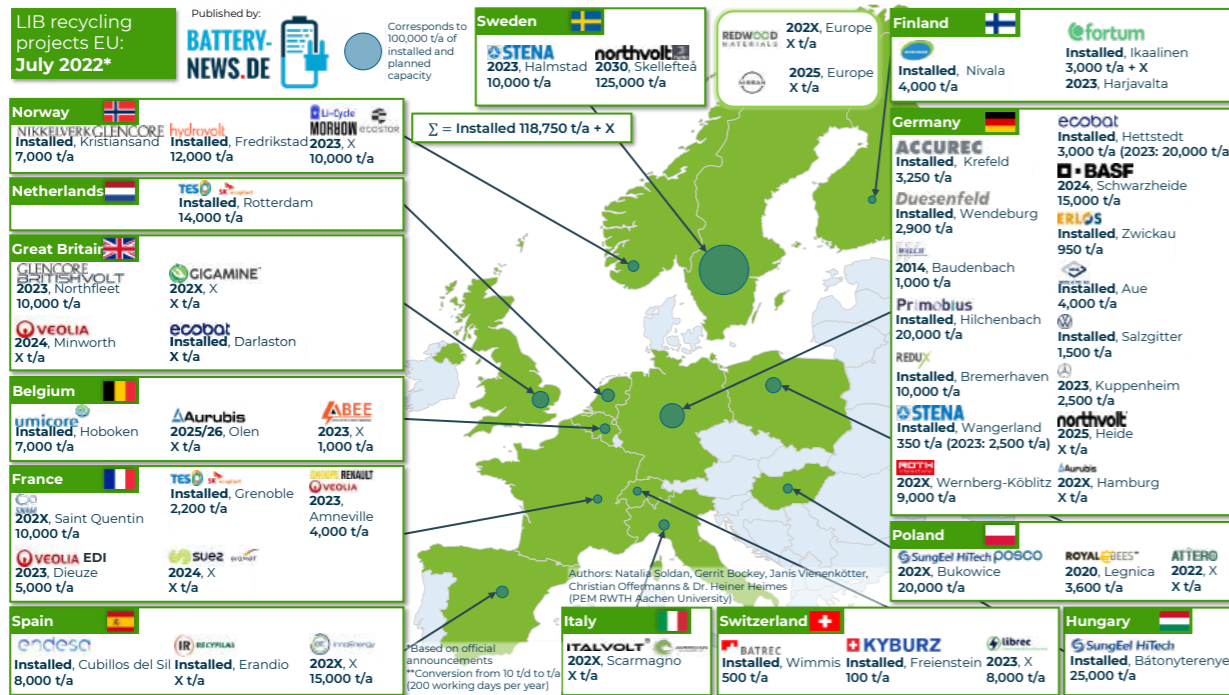 LIB recycling
projects EU:
July 2022*
Published by:
BATTERY-
NEWS.DE
Corresponds to
100,000 t/a of
installed and
planned
capacity
Sweden
STENA
2023, Halmstad
10,000 t/a
northvolt
2030, Skellefteå
125,000 t/a
REDWOOD
MATERIALS
202X, Europe
X t/a
NISSAN
2025, Europe
X t/a
Finland
Installed, Nivala
4,000 t/a
fortum
Installed, Ikaalinen
3,000 t/a + X
2023, Harjavalta
Norway
NIKKELVERK GLENCORE
Installed, Kristiansand
7,000 t/a
hydrovolt
Installed, Fredrikstad
12,000 t/a
Li-Cycle
MORROW ecostor
2023, X
10,000 t/a
Σ = Installed 118,750 t/a + X
Netherlands
TES SK ecoplant
Installed, Rotterdam
14,000 t/a
Great Britain
GLENCORE
BRITISHVOLT
2023, Northfleet
10,000 t/a
GIGAMINE
202X, X
X t/a
VEOLIA
2024, Minworth
X t/a
ecobat
Installed, Darlaston
X t/a
Belgium
umicore
Installed, Hoboken
7,000 t/a
Aurubis
2025/26, Olen
X t/a
ABEE
2023, X
1,000 t/a
France
SNAM
202X, Saint Quentin
10,000 t/a
TES SK ecoplant
Installed, Grenoble
2,200 t/a
GROUPE RENAULT
VEOLIA
2023,
Amneville
4,000 t/a
VEOLIA EDI
2023, Dieuze
5,000 t/a
suez eramet
2024, X
X t/a
Spain
endesa
Installed, Cubillos del Sil
8,000 t/a
RECYPILAS
Installed, Erandio
X t/a
InnoEnergy
202X, X
15,000 t/a
Germany
ACCUREC
Installed, Krefeld
3,250 t/a
Duesenfeld
Installed, Wendeburg
2,900 t/a
2014, Baudenbach
1,000 t/a
Primobius
Installed, Hilchenbach
20,000 t/a
REDUX
Installed, Bremerhaven
10,000 t/a
STENA
Installed, Wangerland
350 t/a (2023: 2,500 t/a)
ROTH
202X, Wernberg-Köblitz
9,000 t/a
ecobat
Installed, Hettstedt
3,000 t/a (2023: 20,000 t/a
BASF
2024, Schwarzheide
15,000 t/a
ERLOS
Installed, Zwickau
950 t/a
Installed, Aue
4,000 t/a
Installed, Salzgitter
1,500 t/a
2023, Kuppenheim
2,500 t/a
northvolt
2025, Heide
X t/a
Aurubis
202X, Hamburg
X t/a
Poland
SungEel HiTech posco
202X, Bukowice
20,000 t/a
ROYAL BEES
2020, Legnica
3,600 t/a
ATTERO
2022, X
X t/a
Authors: Natalia Soldan, Gerrit Bockey, Janis Vienenkötter,
Christian Offermanns & Dr. Heiner Heimes
(PEM RWTH Aachen University)
*Based on official
announcements
**Conversion from 10 t/d to t/a
(200 working days per year)
Italy
ITALVOLT
202X, Scarmagno
X t/a
Switzerland
BATREC
Installed, Wimmis
500 t/a
KYBURZ
Installed, Freienstein
100 t/a
librec
2023, X
8,000 t/a
Hungary
SungEel HiTech
Installed, Bátonyterenye
25,000 t/a